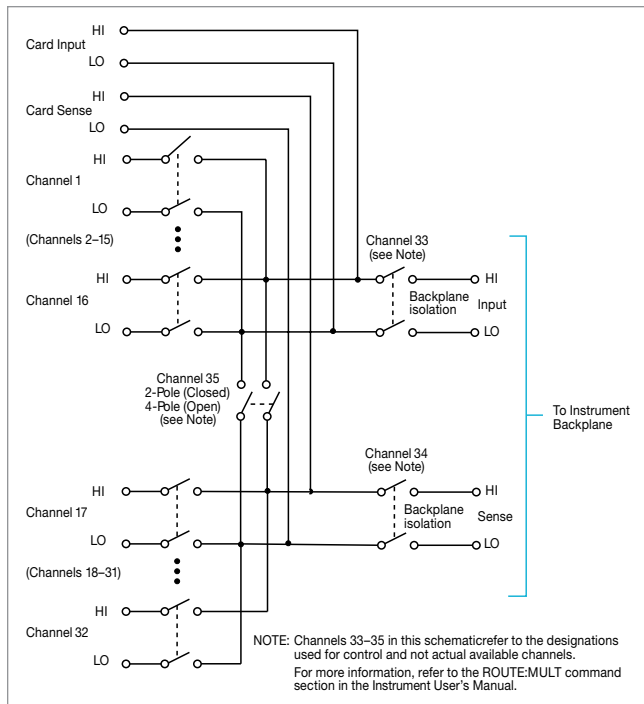 HI
Card Input
LO
HI
Card Sense
LO
HI
Channel 1
LO
(Channels 2–15)
HI
Channel 16
LO
Channel 33
(see Note)
Backplane
isolation
HI
Input
LO
Channel 35
2-Pole (Closed)
4-Pole (Open)
(see Note)
To Instrument
Backplane
HI
Channel 17
LO
(Channels 18–31)
Channel 34
(see Note)
Backplane
isolation
HI
Sense
LO
HI
Channel 32
LO
NOTE: Channels 33–35 in this schematicrefer to the designations
used for control and not actual available channels.
For more information, refer to the ROUTE:MULT command
section in the Instrument User's Manual.